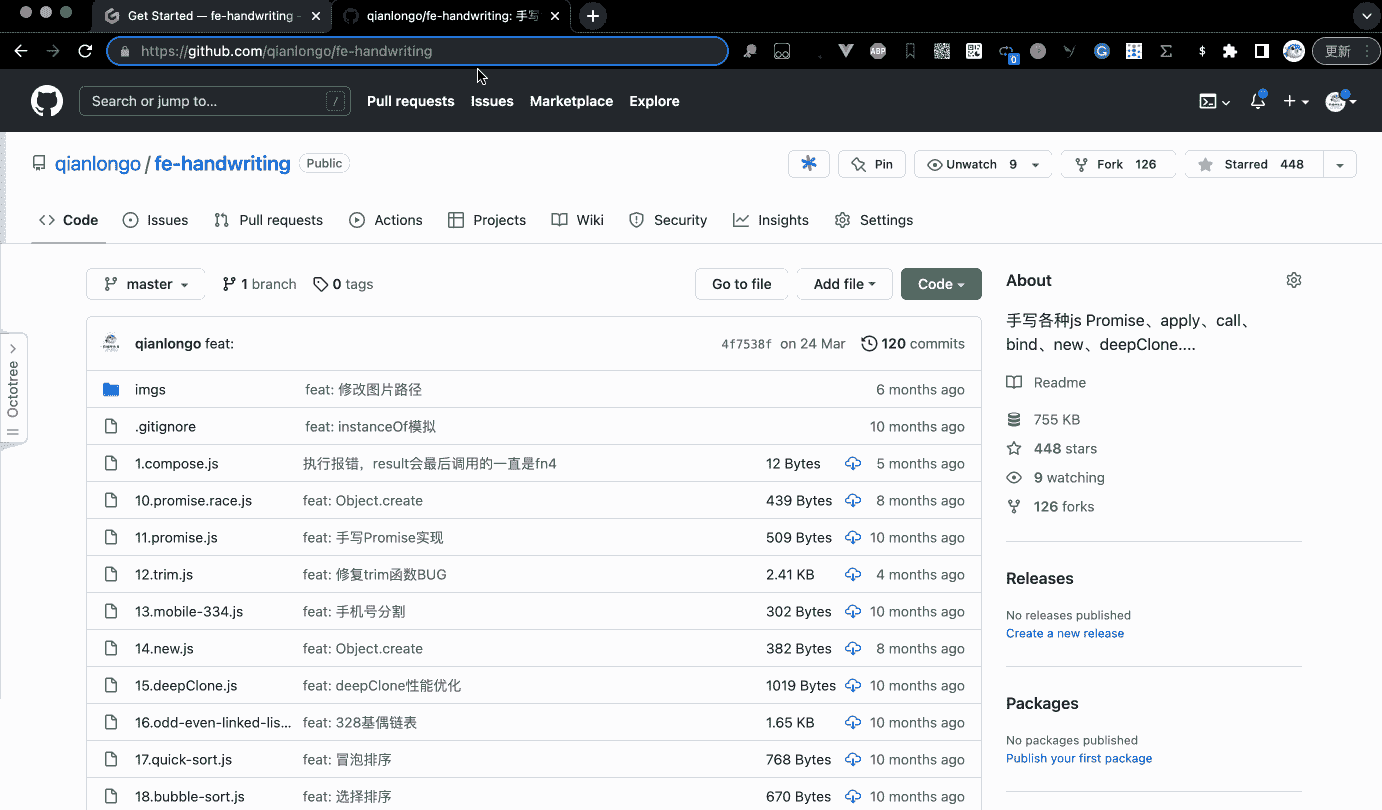 Get Started — fe-handwriting -
qianlongo/fe-handwriting: 手写
https://github.com/qianlongo/fe-handwriting
ABP
0
G
Σ
$
更新
Search or jump to... /
Pull requests Issues Marketplace Explore
qianlongo / fe-handwriting Public
Pin
Unwatch 9
Fork 126
Starred 448
Code Issues Pull requests Actions Projects Wiki Security Insights Settings
master 1 branch 0 tags
Go to file Add file Code
qianlongo feat: 4f7538f on 24 Mar 120 commits
imgs feat: 修改图片路径 6 months ago
.gitignore feat: instanceOf模拟 10 months ago
1.compose.js 执行报错，result会最后调用的一直是fn4 12 Bytes 5 months ago
10.promise.race.js feat: Object.create 439 Bytes 8 months ago
11.promise.js feat: 手写Promise实现 509 Bytes 10 months ago
12.trim.js feat: 修复trim函数BUG 2.41 KB 4 months ago
13.mobile-334.js feat: 手机号分割 302 Bytes 10 months ago
14.new.js feat: Object.create 382 Bytes 8 months ago
15.deepClone.js feat: deepClone性能优化 1019 Bytes 10 months ago
16.odd-even-linked-lis... feat: 328基偶链表 1.65 KB 10 months ago
17.quick-sort.js feat: 冒泡排序 768 Bytes 10 months ago
18.bubble-sort.js feat: 选择排序 670 Bytes 10 months ago
Octotree
About
手写各种js Promise、apply、call、
bind、new、deepClone....
Readme
755 KB
448 stars
9 watching
126 forks
Releases
No releases published
Create a new release
Packages
No packages published
Publish your first package